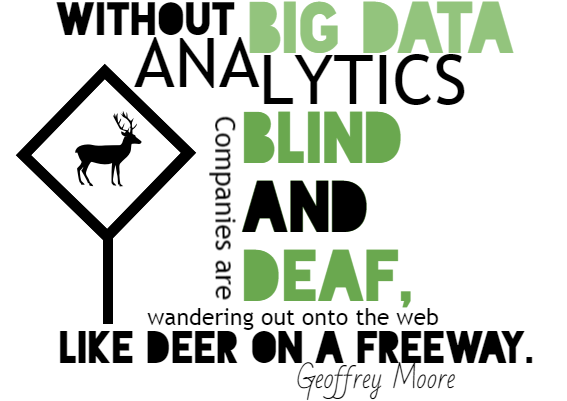 WITHOUT BIG DATA
ANALYTICS
Companies are
BLIND
AND
DEAF,
wandering out onto the web
LIKE DEER ON A FREEWAY.
Geoffrey Moore